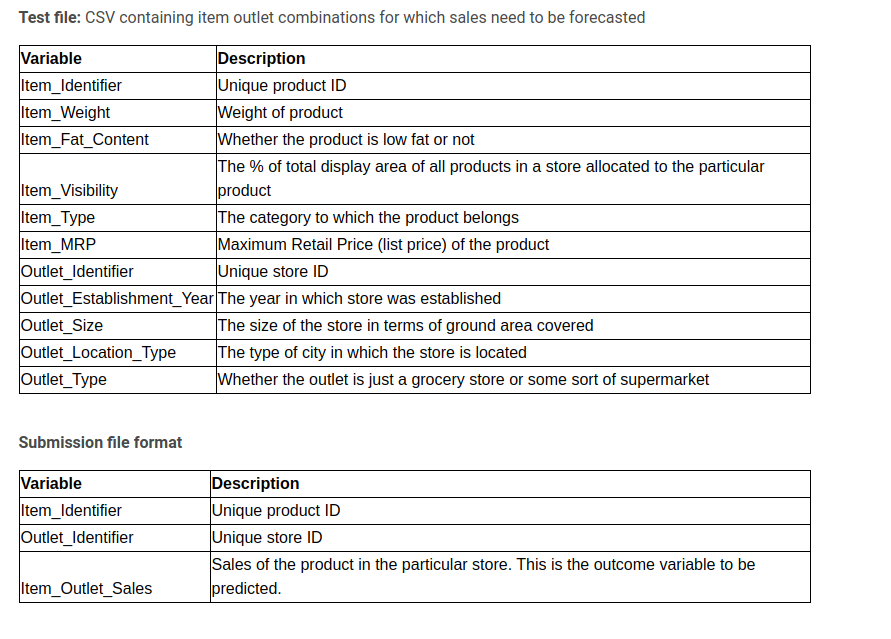 Test file: CSV containing item outlet combinations for which sales need to be forecasted
Variable Description
Item_Identifier Unique product ID
Item_Weight Weight of product
Item_Fat_Content Whether the product is low fat or not
The % of total display area of all products in a store allocated to the particular
Item_Visibility product
Item_Type The category to which the product belongs
Item_MRP Maximum Retail Price (list price) of the product
Outlet_Identifier Unique store ID
Outlet_Establishment_Year The year in which store was established
Outlet_Size The size of the store in terms of ground area covered
Outlet_Location_Type The type of city in which the store is located
Outlet_Type Whether the outlet is just a grocery store or some sort of supermarket
Submission file format
Variable Description
Item_Identifier Unique product ID
Outlet_Identifier Unique store ID
Sales of the product in the particular store. This is the outcome variable to be
Item_Outlet_Sales predicted.